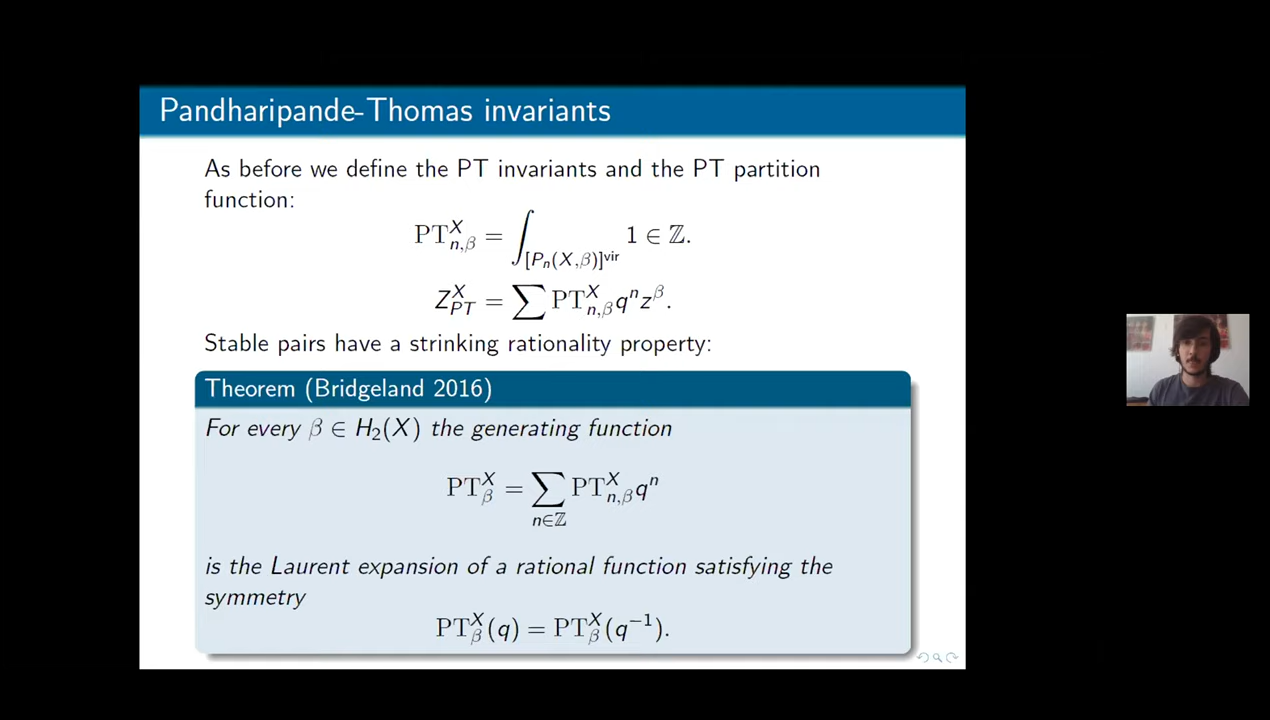 Pandharipande-Thomas invariants
As before we define the PT invariants and the PT partition
function:
PT^X_{n,β} = ∫_{[P_n(X,β)]^{vir}} 1 ∈ ℤ.
Z^X_{PT} = ∑ PT^X_{n,β} q^n z^β.
Stable pairs have a strinking rationality property:
Theorem (Bridgeland 2016)
For every β ∈ H_2(X) the generating function
PT^X_β = ∑_{n∈ℤ} PT^X_{n,β} q^n
is the Laurent expansion of a rational function satisfying the
symmetry
PT^X_β(q) = PT^X_β(q^{-1}).